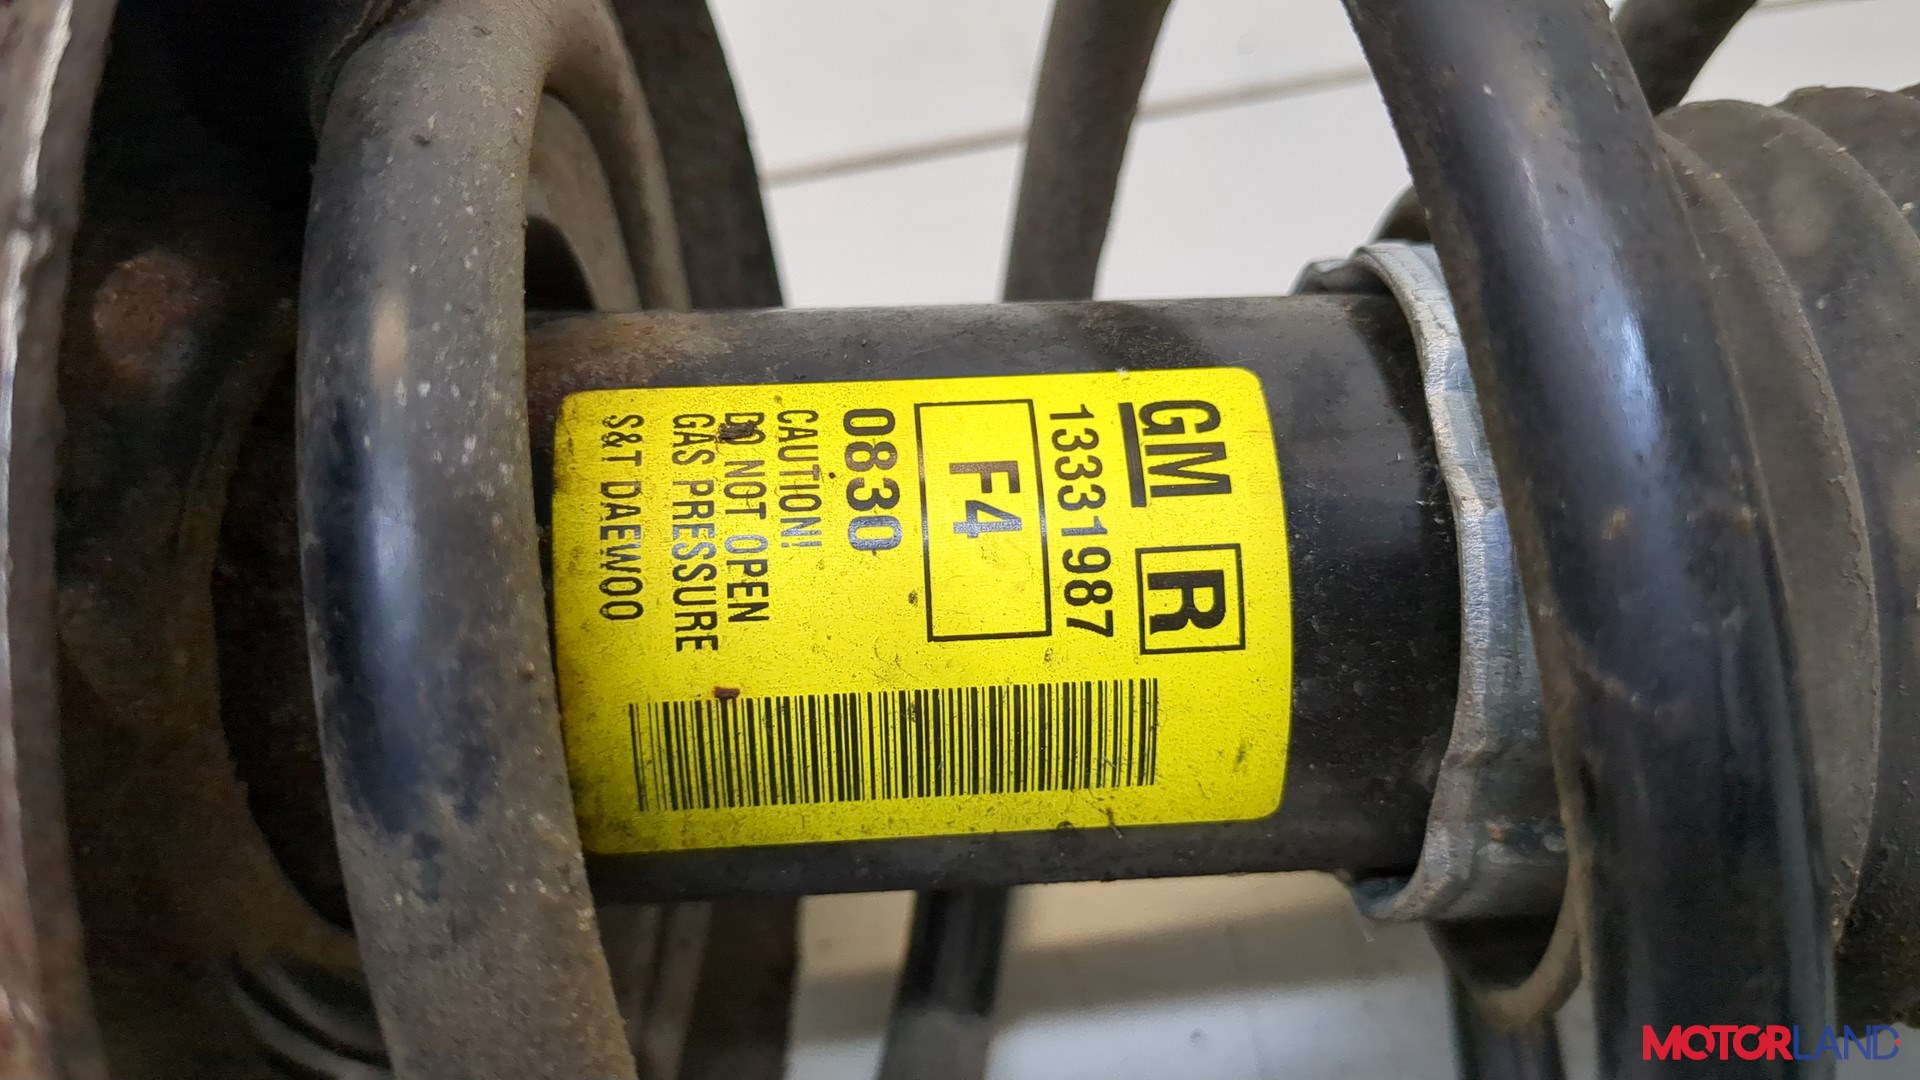 GM R
13331987
F4
0830
CAUTION!
DO NOT OPEN
GAS PRESSURE
S&T DAEWOO
MOTORLAND